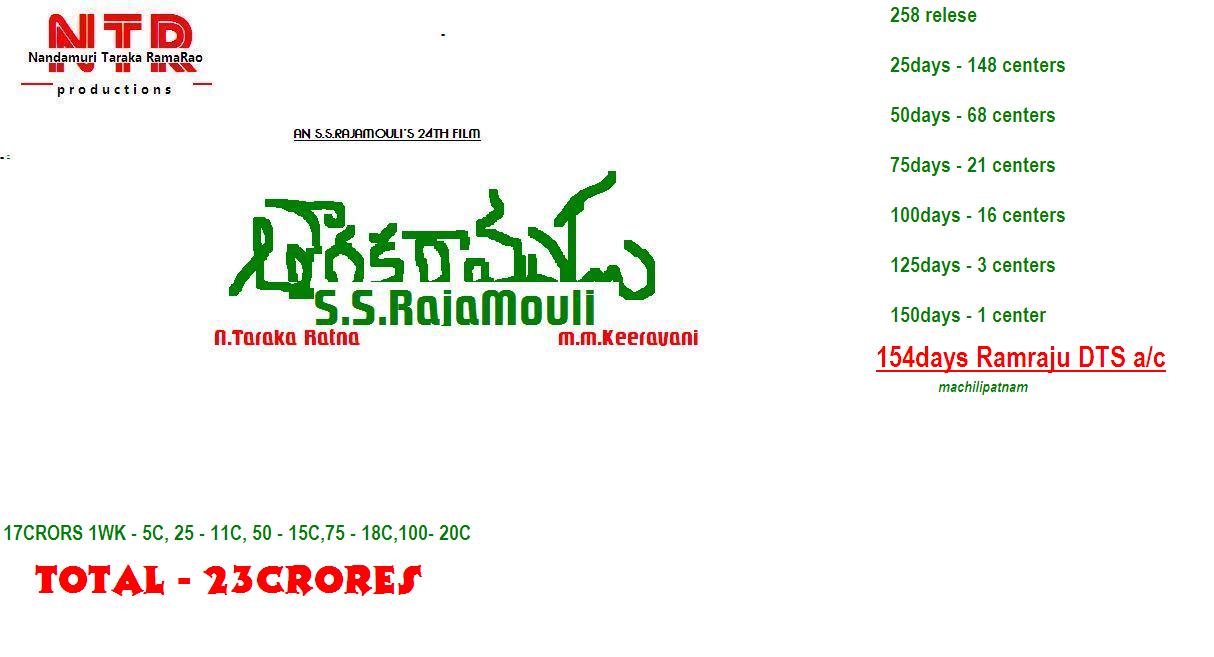 NTR
Nandamuri Taraka RamaRao
productions
AN S.S.RAJAMOULI'S 24TH FILM
S.S.RajaMouli
N.Taraka Ratna
m.m.Keeravani
258 relese
25days - 148 centers
50days - 68 centers
75days - 21 centers
100days - 16 centers
125days - 3 centers
150days - 1 center
154days Ramraju DTS a/c
machilipatnam
17CRORS 1WK - 5C, 25 - 11C, 50 - 15C,75 - 18C,100- 20C
TOTAL - 23CRORES